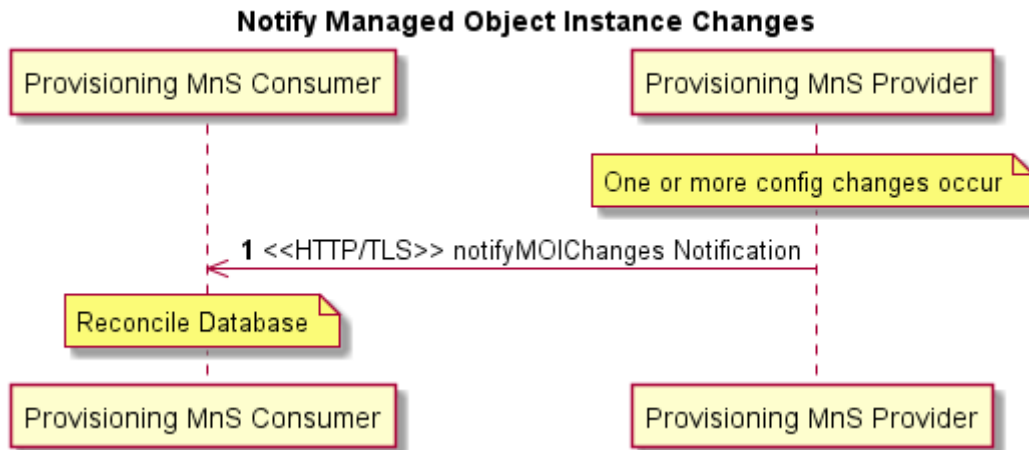 Notify Managed Object Instance Changes
Provisioning MnS Consumer
Provisioning MnS Provider
One or more config changes occur
1 <<HTTP/TLS>> notifyMOIChanges Notification
Reconcile Database
Provisioning MnS Consumer
Provisioning MnS Provider